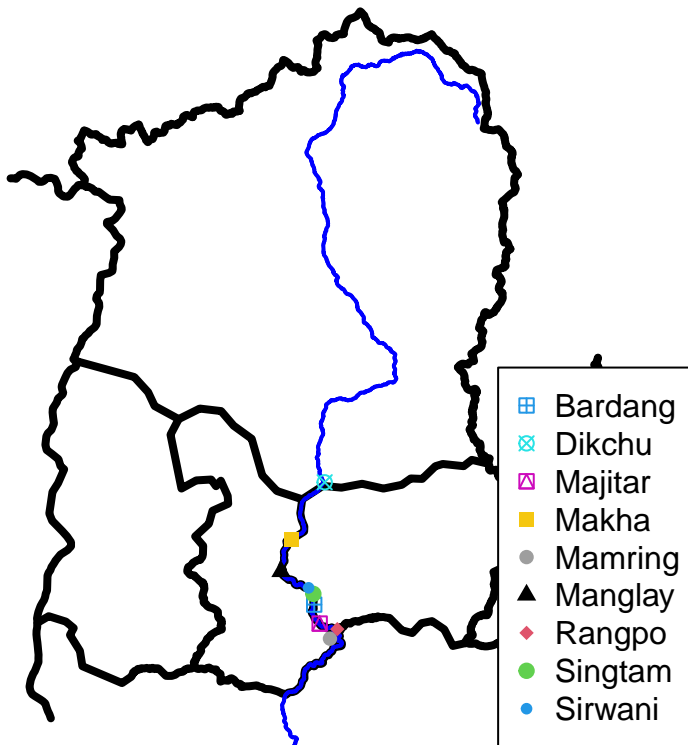 Bardang
Dikchu
Majitar
Makha
Mamring
Manglay
Rangpo
Singtam
Sirwani